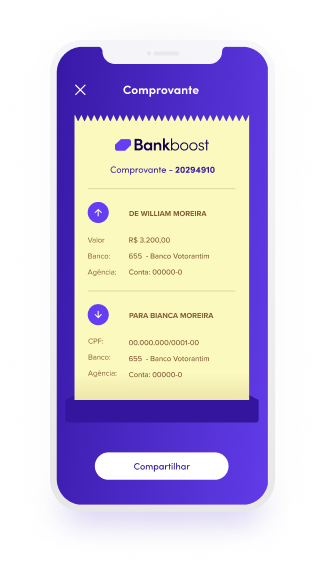 Comprovante
Bankboost
Comprovante - 20294910
DE WILLIAM MOREIRA
Valor R$ 3.200,00
Banco: 655 - Banco Votorantim
Agência: Conta: 00000-0
PARA BIANCA MOREIRA
CPF: 00.000.000/0001-00
Banco: 655 - Banco Votorantim
Agência: Conta: 00000-0
Compartilhar